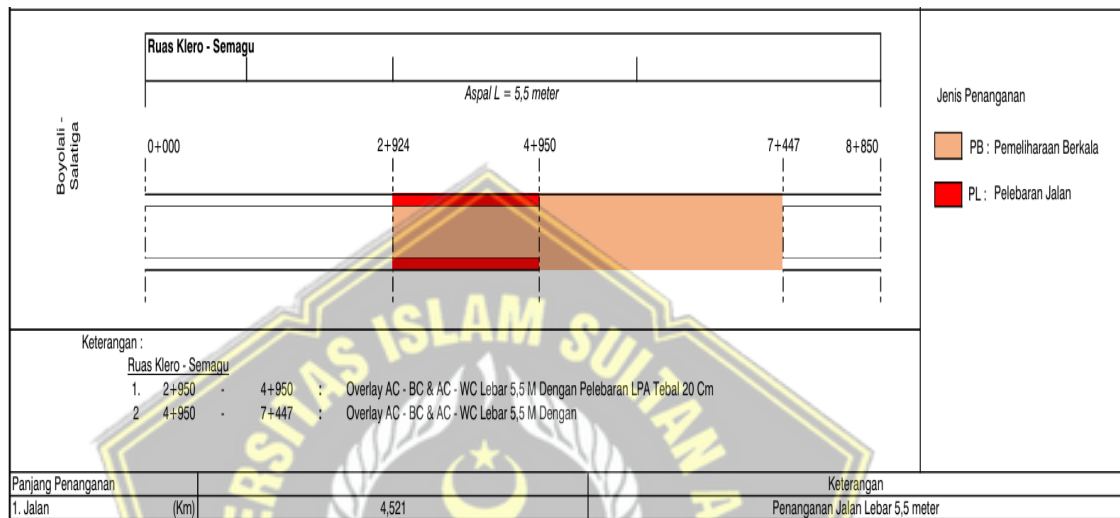 Ruas Klero - Semagu
Aspal L = 5,5 meter
Boyolali -
Salatiga
0+000 2+924 4+950 7+447 8+850
Jenis Penanganan
PB : Pemeliharaan Berkala
PL : Pelebaran Jalan
Keterangan :
Ruas Klero - Semagu
1. 2+950 - 4+950 : Overlay AC - BC & AC - WC Lebar 5,5 M Dengan Pelebaran LPA Tebal 20 Cm
2 4+950 - 7+447 : Overlay AC - BC & AC - WC Lebar 5,5 M Dengan
Panjang Penanganan Keterangan
1. Jalan (Km) 4,521 Penanganan Jalan Lebar 5,5 meter
ISLAM SULTAN A